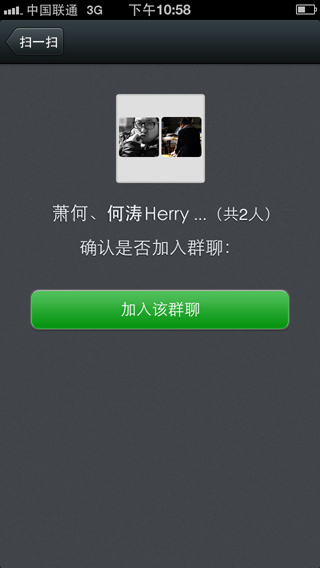 中国联通 3G 下午10:58
扫一扫
萧何、何涛Herry ...（共2人）
确认是否加入群聊：
加入该群聊